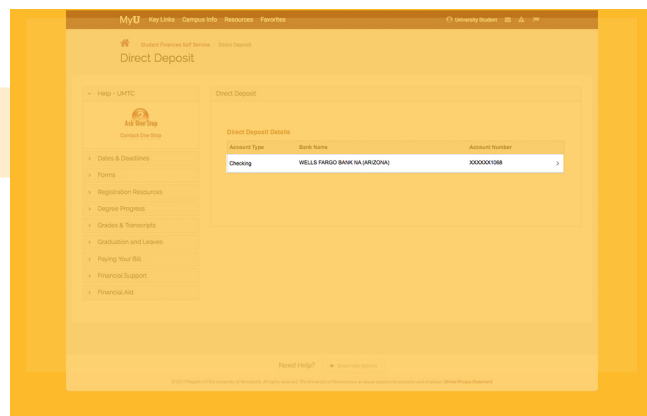 MyU Key Links Campus Info Resources Favorites University Student
Student Finances Self Service Direct Deposit
Direct Deposit
Help - UMTC
Direct Deposit
Ask One Stop
Contact One Stop
Direct Deposit Details
Account Type Bank Name Account Number
Checking WELLS FARGO BANK NA (ARIZONA) XXXXXX1068
Dates & Deadlines
Forms
Registration Resources
Degree Progress
Grades & Transcripts
Graduation and Leaves
Paying Your Bill
Financial Support
Financial Aid
Need Help?